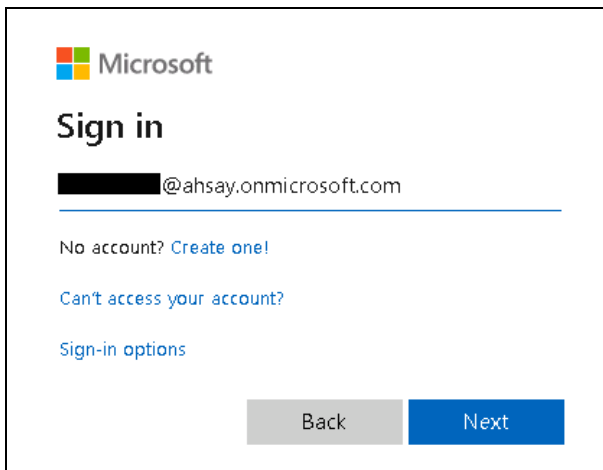 Microsoft
Sign in
@ahsay.onmicrosoft.com
No account? Create one!
Can't access your account?
Sign-in options
Back Next